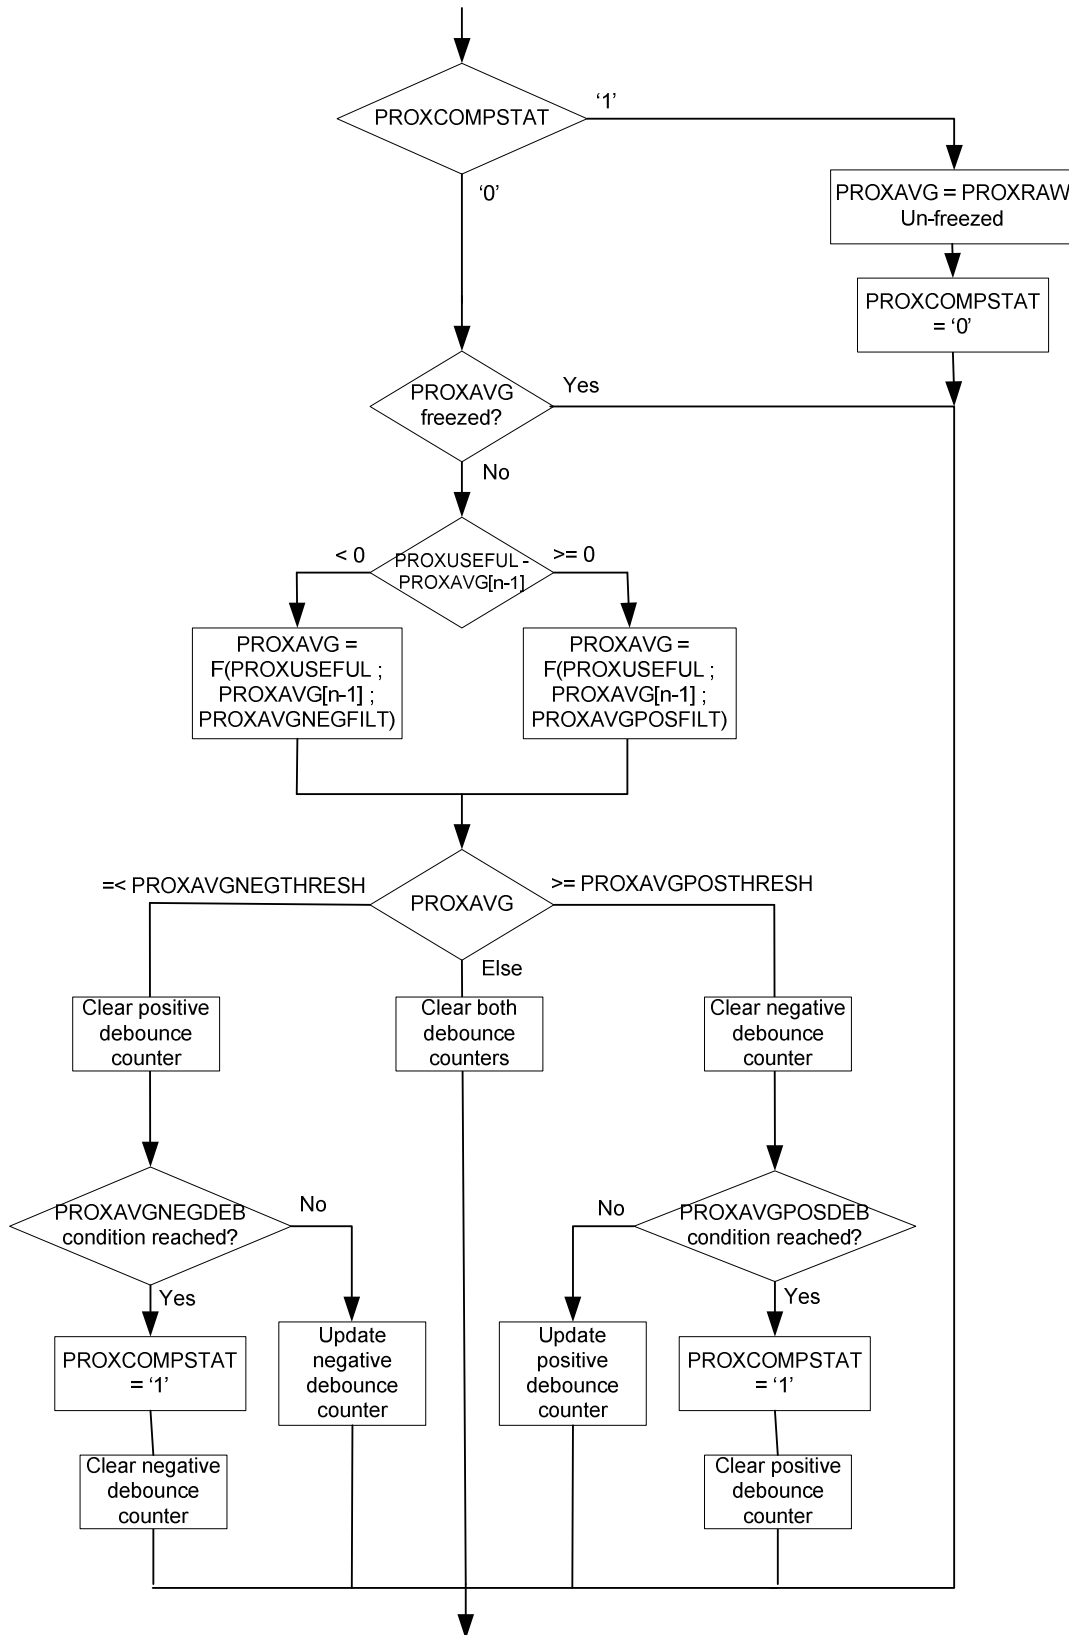 PROXCOMPSTAT
‘1’
‘0’
PROXAVG = PROXRAW
Un-freezed
PROXCOMPSTAT
= ‘0’
PROXAVG
freezed?
Yes
No
PROXUSEFUL -
PROXAVG[n-1]
< 0
>= 0
PROXAVG =
F(PROXUSEFUL ;
PROXAVG[n-1] ;
PROXAVGNEGFILT)
PROXAVG =
F(PROXUSEFUL ;
PROXAVG[n-1] ;
PROXAVGPOSFILT)
=< PROXAVGNEGTHRESH
PROXAVG
>= PROXAVGPOSTHRESH
Else
Clear positive
debounce
counter
Clear both
debounce
counters
Clear negative
debounce
counter
PROXAVGNEGDEB
condition reached?
No
Yes
No
PROXAVGPOSDEB
condition reached?
Yes
PROXCOMPSTAT
= ‘1’
Update
negative
debounce
counter
Update
positive
debounce
counter
PROXCOMPSTAT
= ‘1’
Clear negative
debounce
counter
Clear positive
debounce
counter